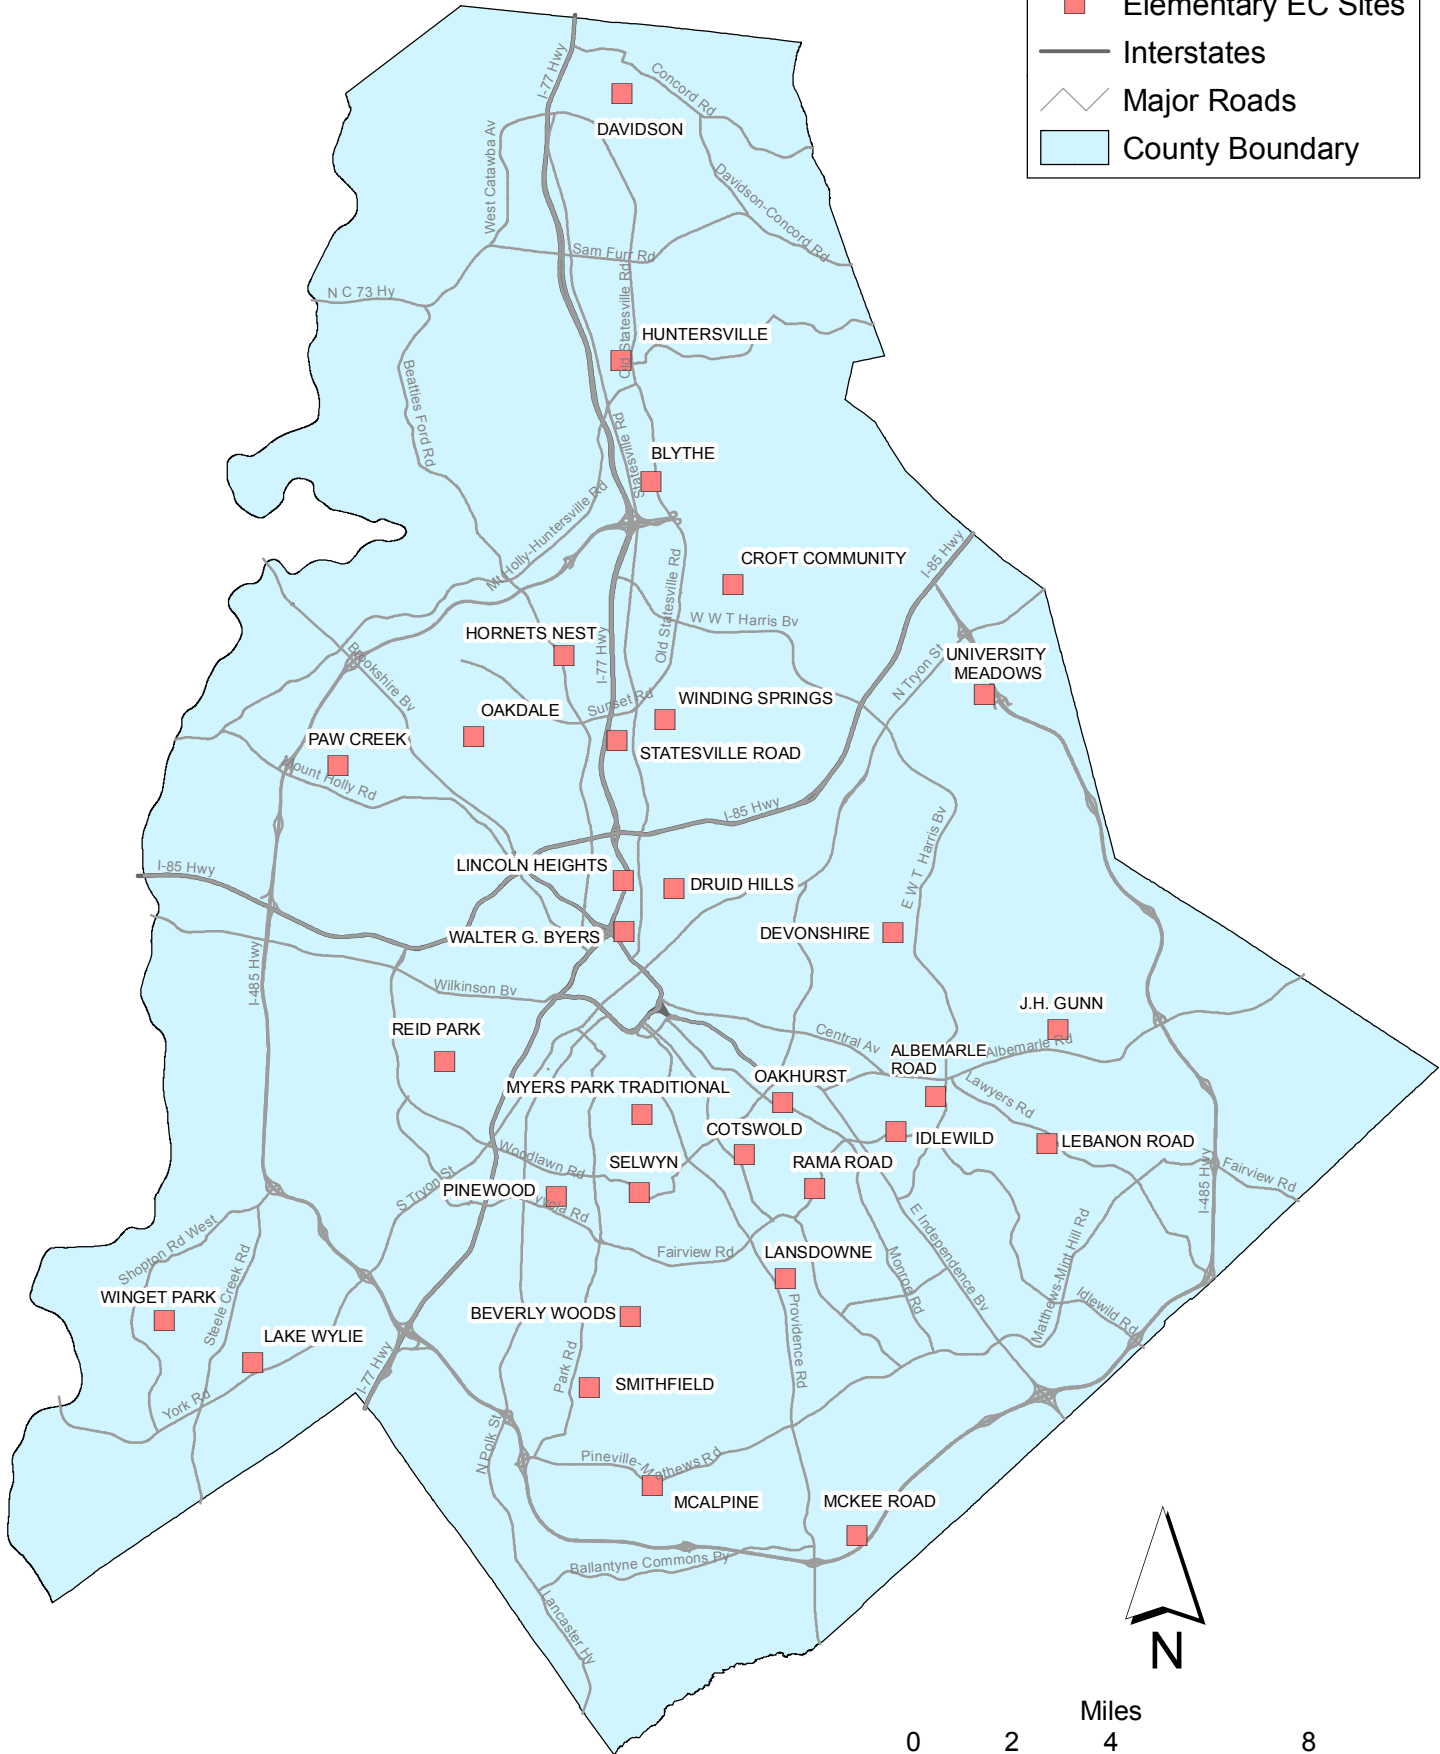 Elementary EC Sites
Interstates
Major Roads
County Boundary
I-77 Hwy
Concord Rd
DAVIDSON
West Catawba Av
Davidson-Concord Rd
Sam Furr Rd
N C 73 Hy
Old Statesville Rd
HUNTERSVILLE
Beatties Ford Rd
Statesville Rd
BLYTHE
Mt Holly-Huntersville Rd
CROFT COMMUNITY
I-85 Hwy
Old Statesville Rd
W W T Harris Bv
HORNETS NEST
I-77 Hwy
N Tryon St
UNIVERSITY
MEADOWS
Brookshire Bv
Sunset Rd
WINDING SPRINGS
OAKDALE
PAW CREEK
STATESVILLE ROAD
Mount Holly Rd
I-85 Hwy
E W T Harris Bv
I-85 Hwy
LINCOLN HEIGHTS
DRUID HILLS
WALTER G. BYERS
DEVONSHIRE
I-485 Hwy
Wilkinson Bv
J.H. GUNN
REID PARK
Central Av
Albemarle Rd
ALBEMARLE
ROAD
OAKHURST
MYERS PARK TRADITIONAL
Lawyers Rd
COTSWOLD
IDLEWILD
LEBANON ROAD
Woodlawn Rd
SELWYN
RAMA ROAD
I-485 Hwy
Fairview Rd
S Tryon St
PINEWOOD
Shopton Rd West
Fairview Rd
LANSDOWNE
E Independence Bv
Monroe Rd
Matthews-Mint Hill Rd
Steele Creek Rd
WINGET PARK
BEVERLY WOODS
Idlewild Rd
LAKE WYLIE
Providence Rd
I-77 Hwy
Park Rd
SMITHFIELD
York Rd
N Polk St
Pineville-Mathews Rd
MCALPINE
MCKEE ROAD
Ballantyne Commons Py
Lancaster Hy
N
Miles
0 2 4 8